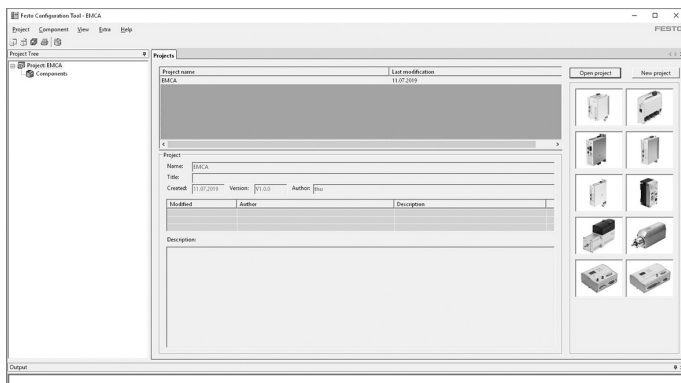 Festo Configuration Tool - EMCA
Project Component View Extra Help
FESTO
Project Tree
Projects
Project: EMCA
Components
Project name Last modification
EMCA 11.07.2019
Open project New project
Project
Name: EMCA
Title:
Created: 11.07.2019 Version: V1.0.0 Author: thu
Modified Author Description
Description:
Output